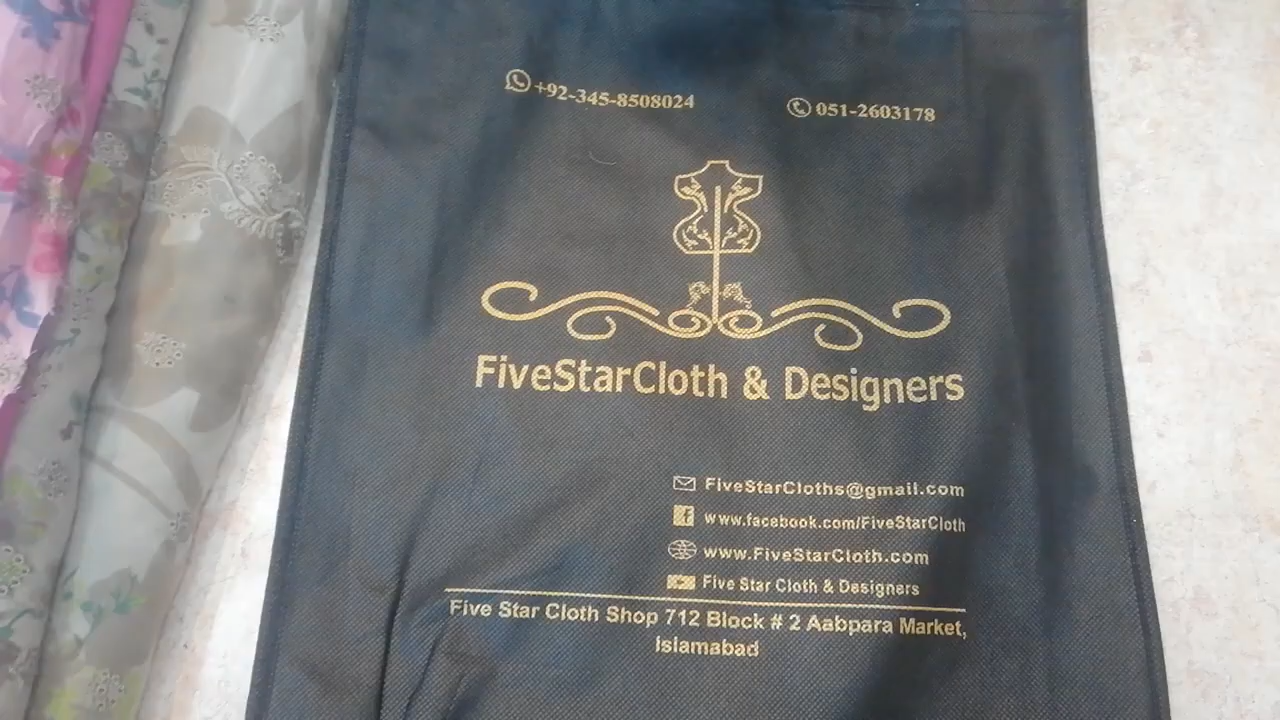 +92-345-8508024
051-2603178
FiveStarCloth & Designers
FiveStarCloths@gmail.com
www.facebook.com/FiveStarCloth
www.FiveStarCloth.com
Five Star Cloth & Designers
Five Star Cloth Shop 712 Block # 2 Aabpara Market,
Islamabad